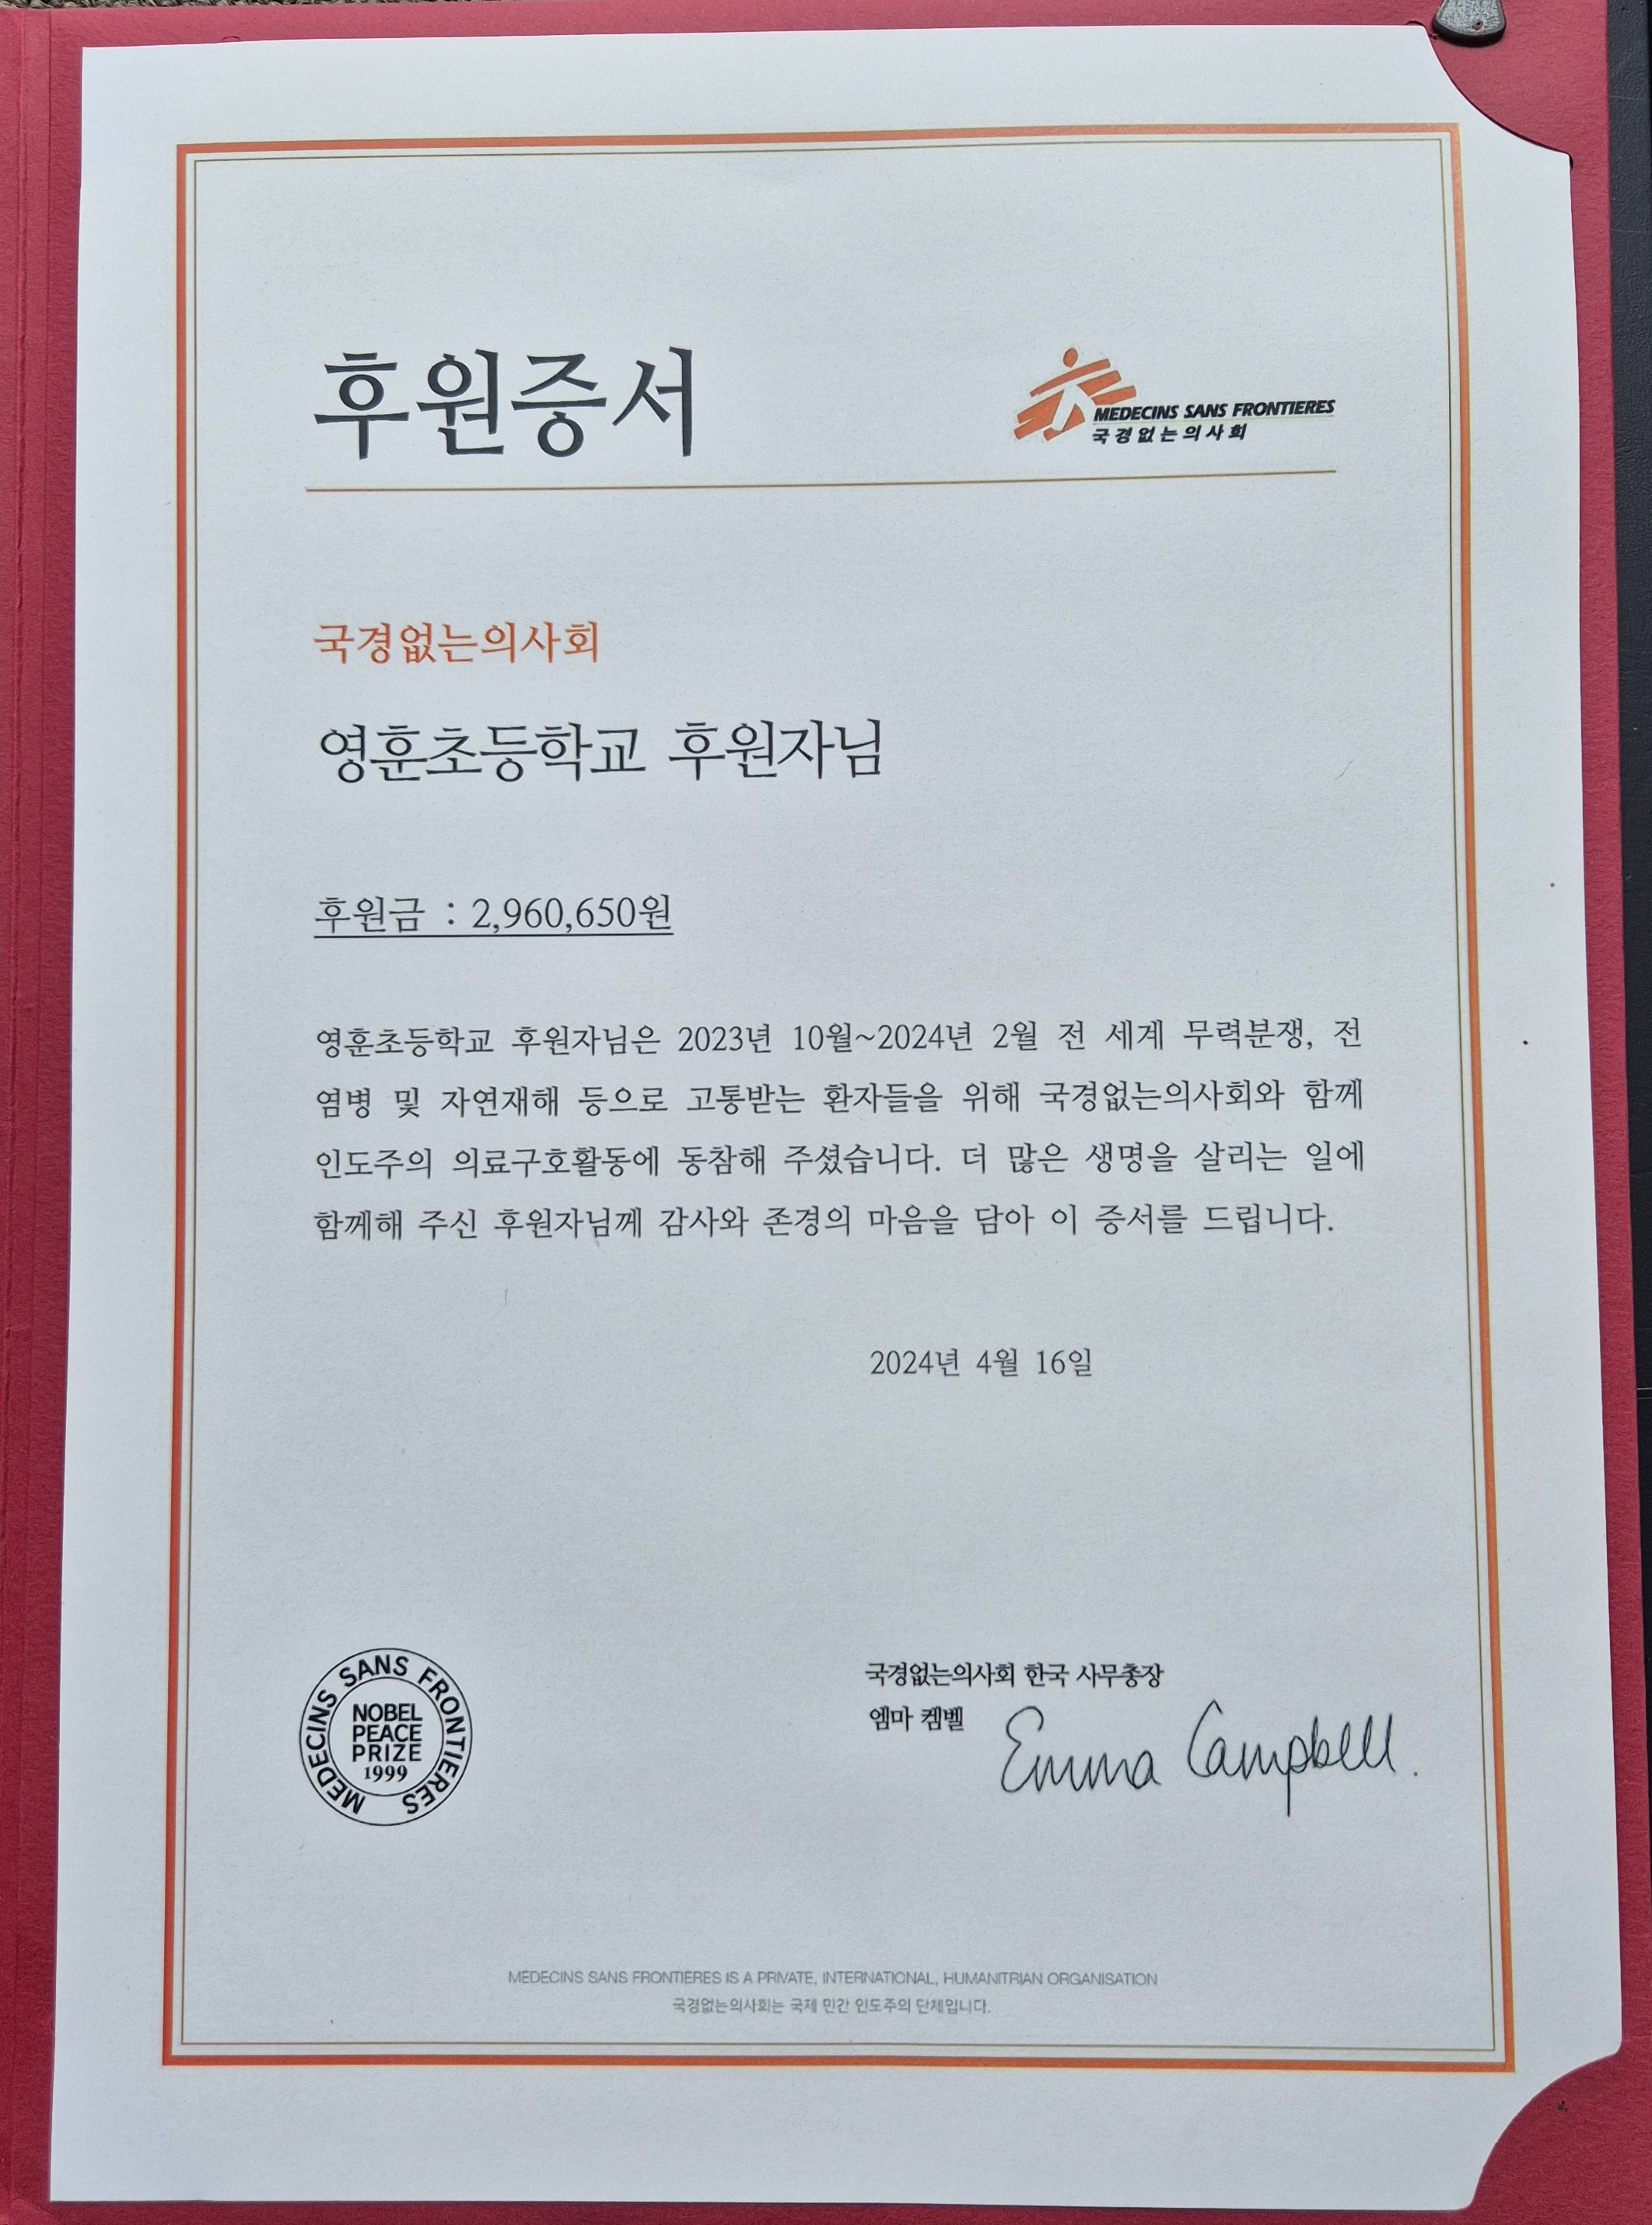 후원증서
MEDECINS SANS FRONTIERES
국경없는의사회
국경없는의사회
영훈초등학교 후원자님
후원금 : 2,960,650원
영훈초등학교 후원자님은 2023년 10월~2024년 2월 전 세계 무력분쟁, 전
염병 및 자연재해 등으로 고통받는 환자들을 위해 국경없는의사회와 함께
인도주의 의료구호활동에 동참해 주셨습니다. 더 많은 생명을 살리는 일에
함께해 주신 후원자님께 감사와 존경의 마음을 담아 이 증서를 드립니다.
2024년 4월 16일
MEDECINS SANS FRONTIERES
NOBEL
PEACE
PRIZE
1999
국경없는의사회 한국 사무총장
엠마 켐벨
Emma Campbell.
MEDECINS SANS FRONTIERES IS A PRIVATE, INTERNATIONAL, HUMANITRIAN ORGANISATION
국경없는의사회는 국제 민간 인도주의 단체입니다.